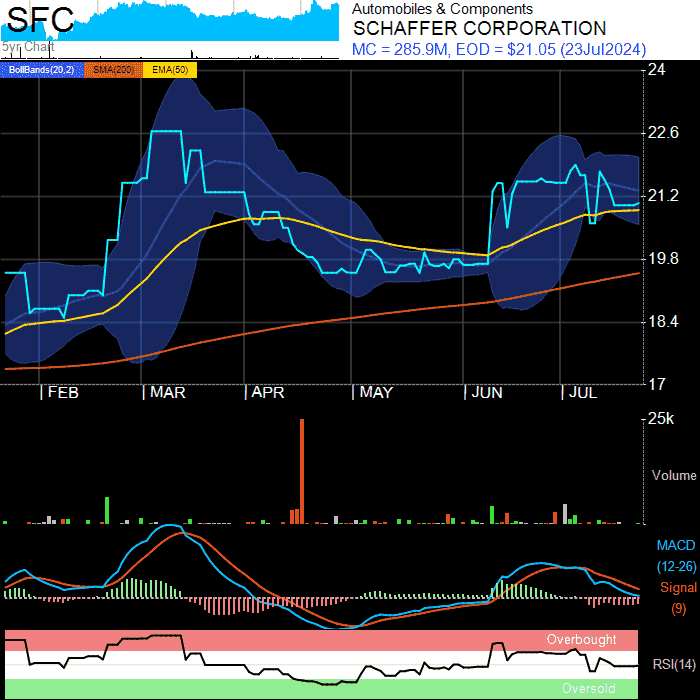 SFC
5yr Chart
Automobiles & Components
SCHAFFER CORPORATION
MC = 285.9M, EOD = $21.05 (23Jul2024)
BollBands(20,2) SMA(200) EMA(50)
24
22.6
21.2
19.8
18.4
17
FEB MAR APR MAY JUN JUL
25k
Volume
MACD
(12-26)
Signal
(9)
Overbought
RSI(14)
Oversold